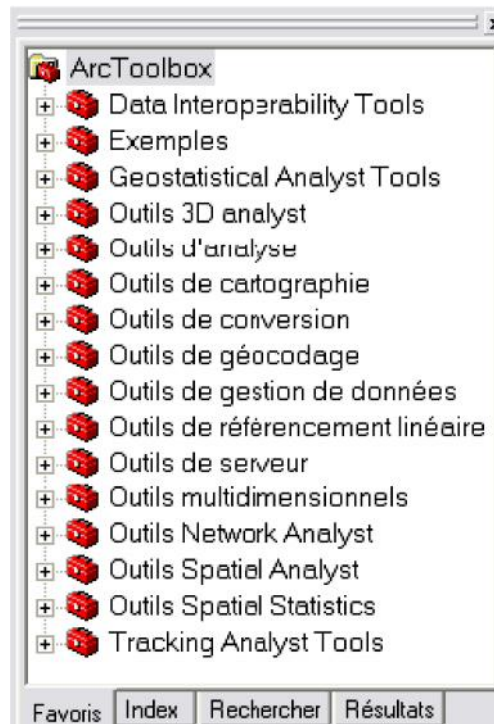 ArcToolbox
Data Interoperability Tools
Exemples
Geostatistical Analyst Tools
Outils 3D analyst
Outils d'analyse
Outils de cartographie
Outils de conversion
Outils de géocodage
Outils de gestion de données
Outils de référencement linéaire
Outils de serveur
Outils multidimensionnels
Outils Network Analyst
Outils Spatial Analyst
Outils Spatial Statistics
Tracking Analyst Tools
Favoris Index Rechercher Résultats